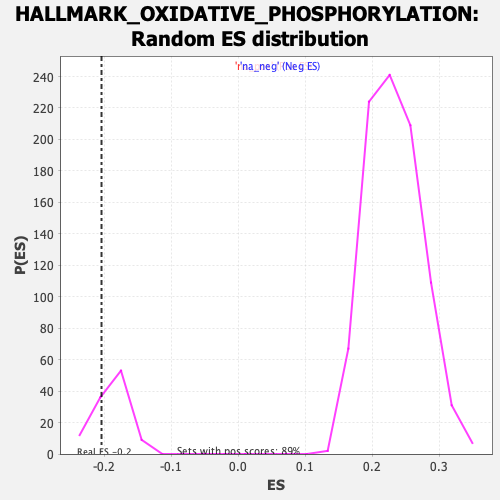 HALLMARK_OXIDATIVE_PHOSPHORYLATION:
Random ES distribution
'na_neg' (Neg ES)
240
220
200
180
160
140
120
100
80
60
40
20
0
P(ES)
Real ES -0.2
Sets with pos scores: 89%
-0.2 -0.1 0.0 0.1 0.2 0.3
ES